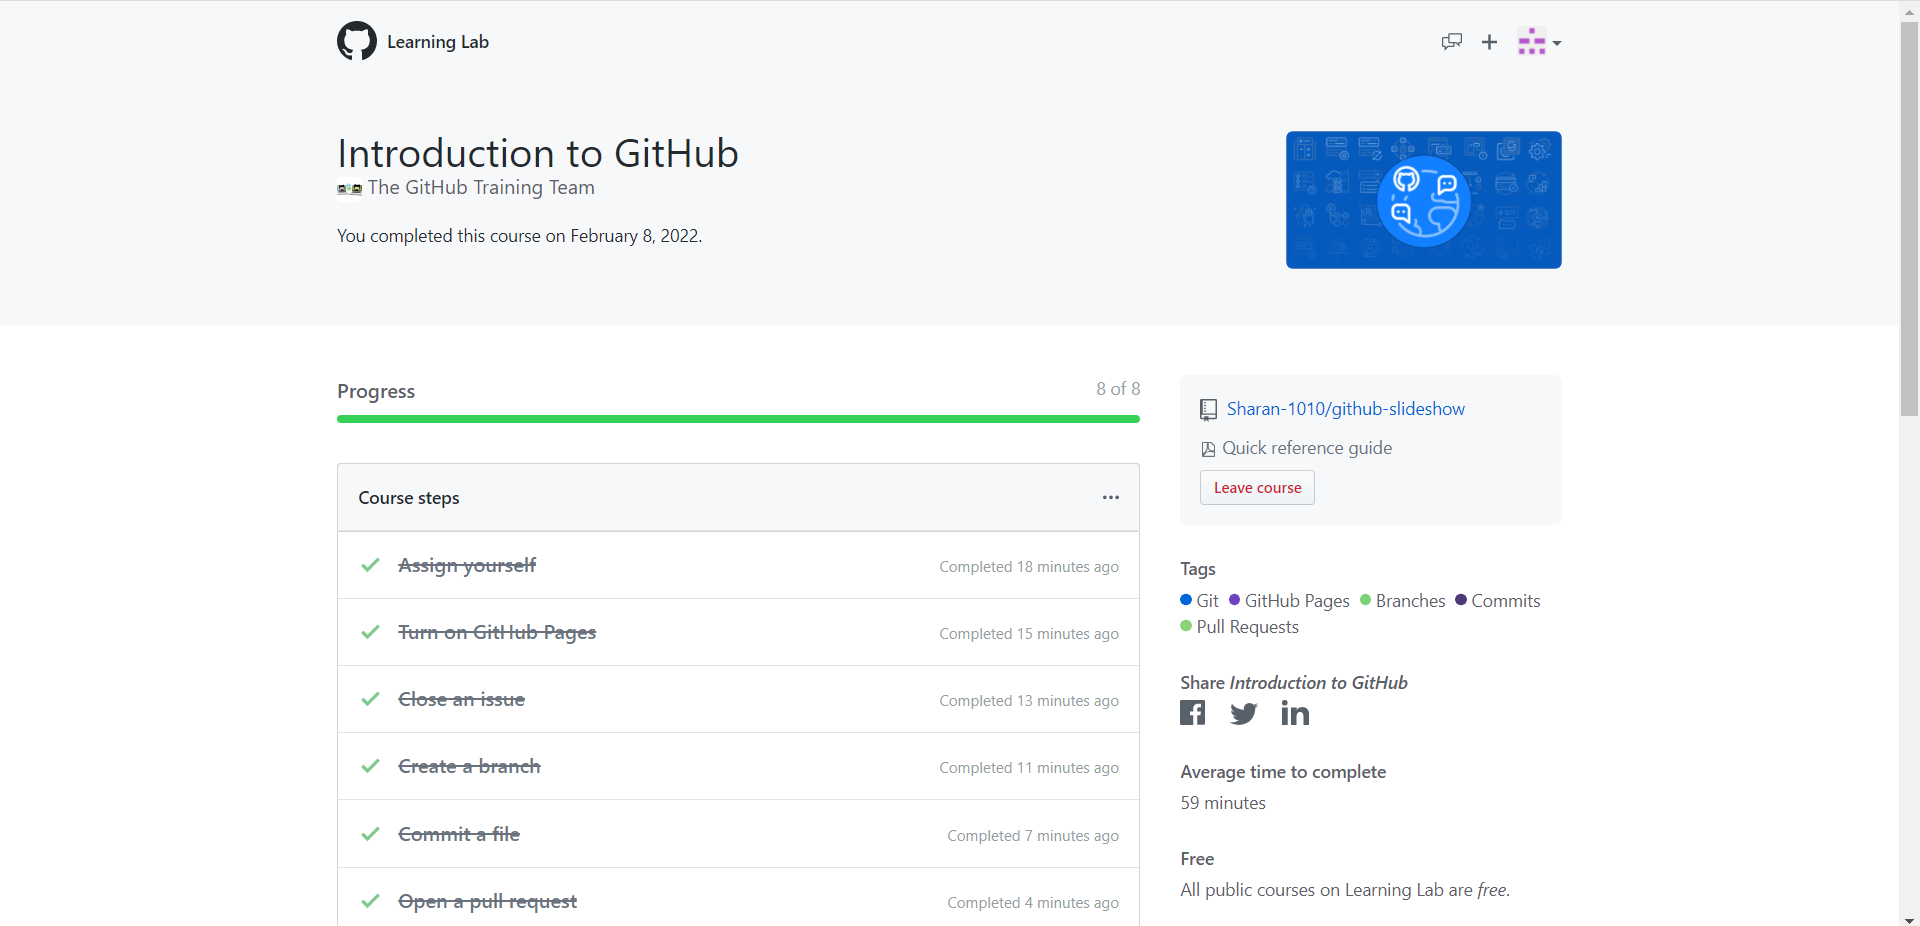 Learning Lab
Introduction to GitHub
The GitHub Training Team
You completed this course on February 8, 2022.
Progress
8 of 8
Course steps
Assign yourself
Completed 18 minutes ago
Turn on GitHub Pages
Completed 15 minutes ago
Close an issue
Completed 13 minutes ago
Create a branch
Completed 11 minutes ago
Commit a file
Completed 7 minutes ago
Open a pull request
Completed 4 minutes ago
Sharan-1010/github-slideshow
Quick reference guide
Leave course
Tags
Git GitHub Pages Branches Commits
Pull Requests
Share Introduction to GitHub
Average time to complete
59 minutes
Free
All public courses on Learning Lab are free.